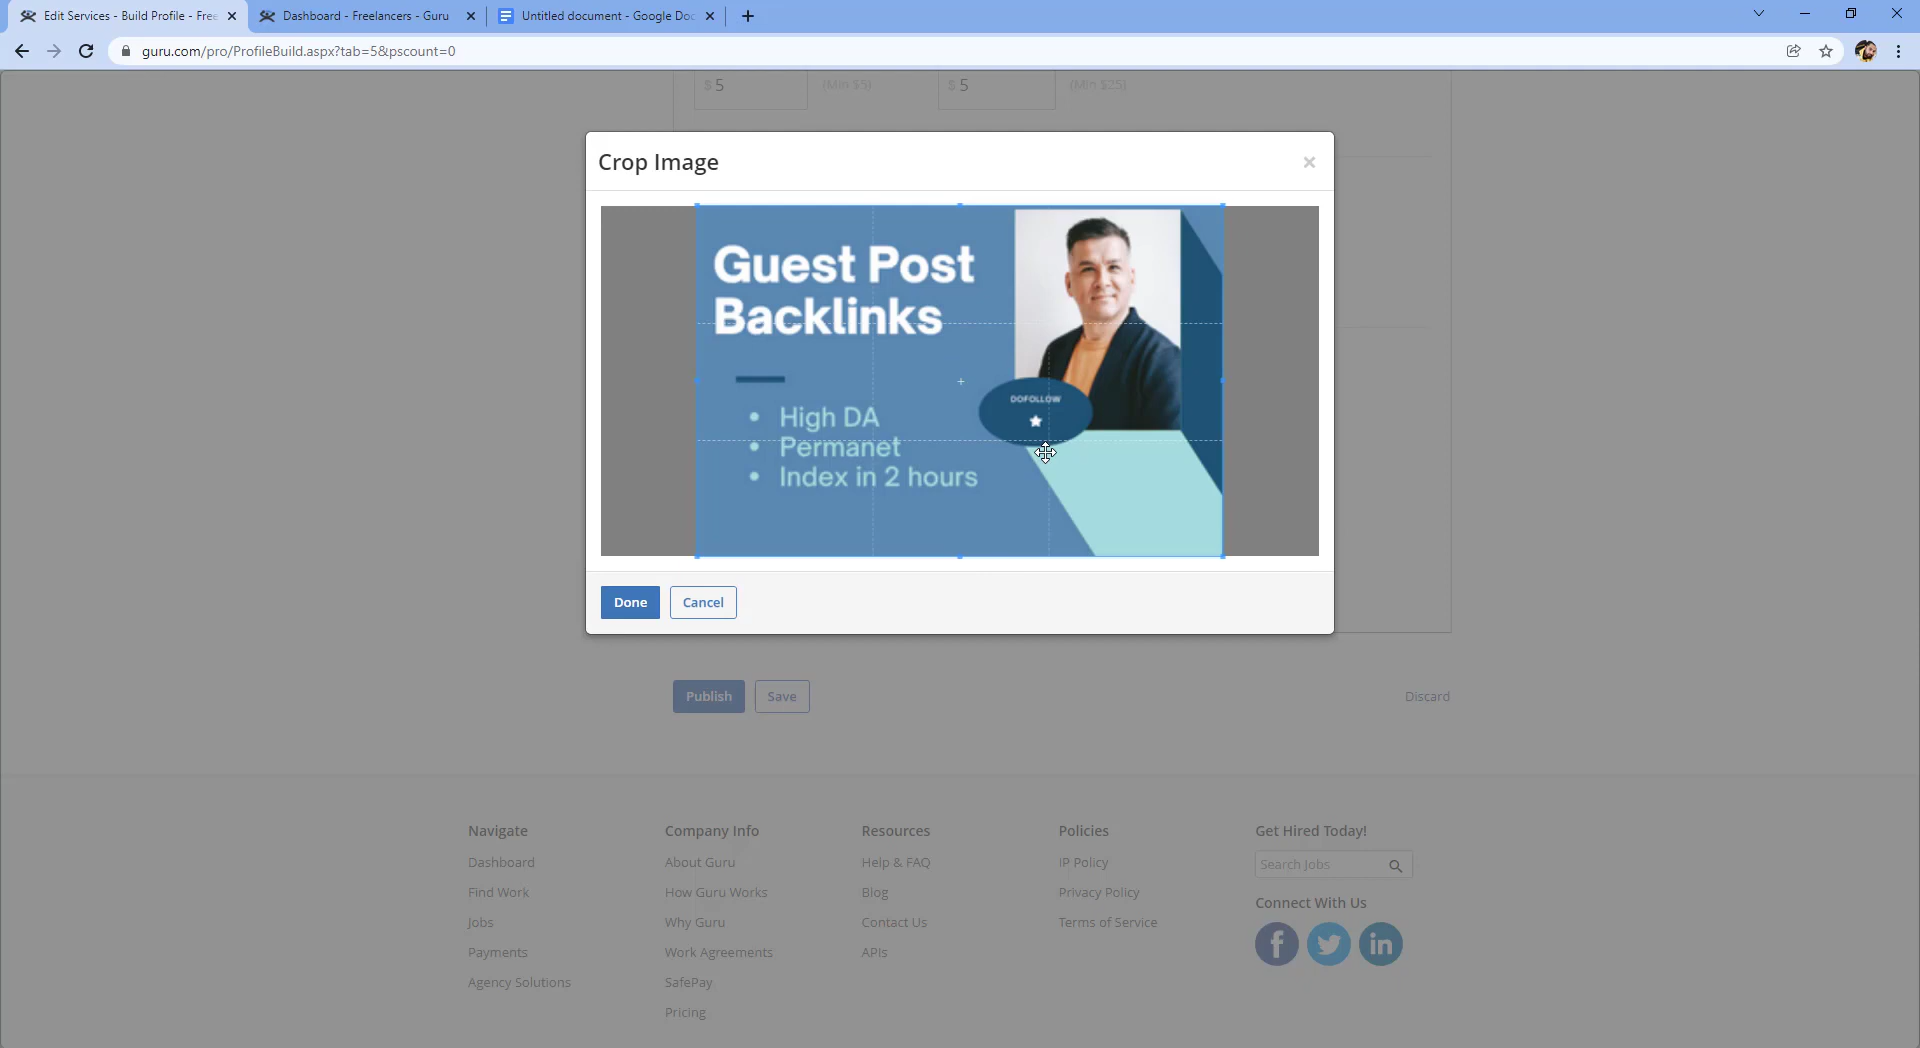 Edit Services - Build Profile - Free
Dashboard - Freelancers - Guru
Untitled document - Google Doc
guru.com/pro/ProfileBuild.aspx?tab=5&pscount=0
$ 5 (Min $5) $ 5 (Min $25)
Crop Image
Guest Post
Backlinks
DOFOLLOW
• High DA
• Permanet
• Index in 2 hours
Done Cancel
Publish Save Discard
Navigate
Dashboard
Find Work
Jobs
Payments
Agency Solutions
Company Info
About Guru
How Guru Works
Why Guru
Work Agreements
SafePay
Pricing
Resources
Help & FAQ
Blog
Contact Us
APIs
Policies
IP Policy
Privacy Policy
Terms of Service
Get Hired Today!
Search Jobs
Connect With Us